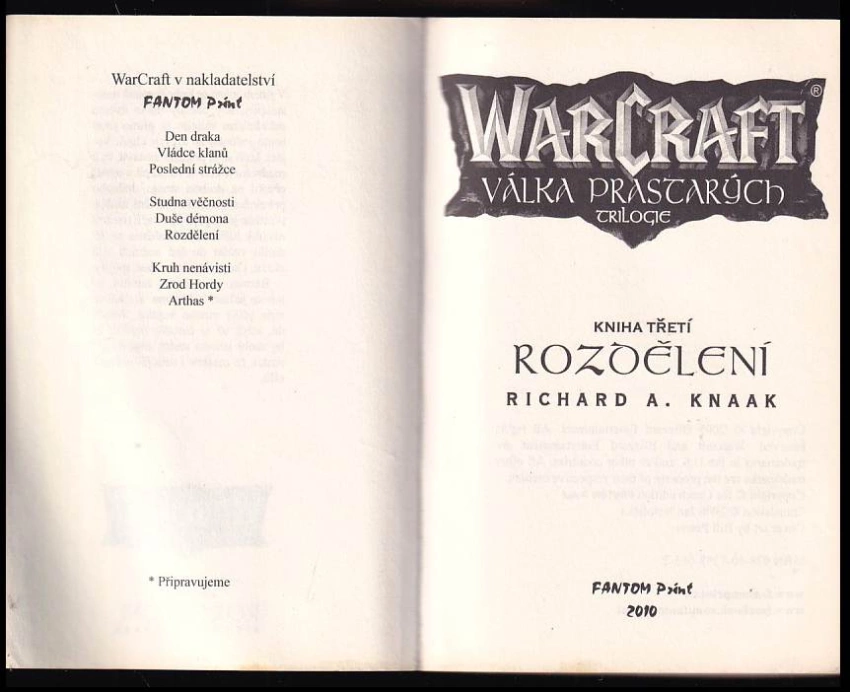 WarCraft v nakladatelství
FANTOM Print
Den draka
Vládce klanů
Poslední strážce
Studna věčnosti
Duše démona
Rozdělení
Kruh nenávisti
Zrod Hordy
Arthas *
* Připravujeme
WARCRAFT®
VÁLKA PRASTARÝCH
TRILOGIE
KNIHA TŘETÍ
ROZDĚLENÍ
RICHARD A. KNAAK
FANTOM Print
2010